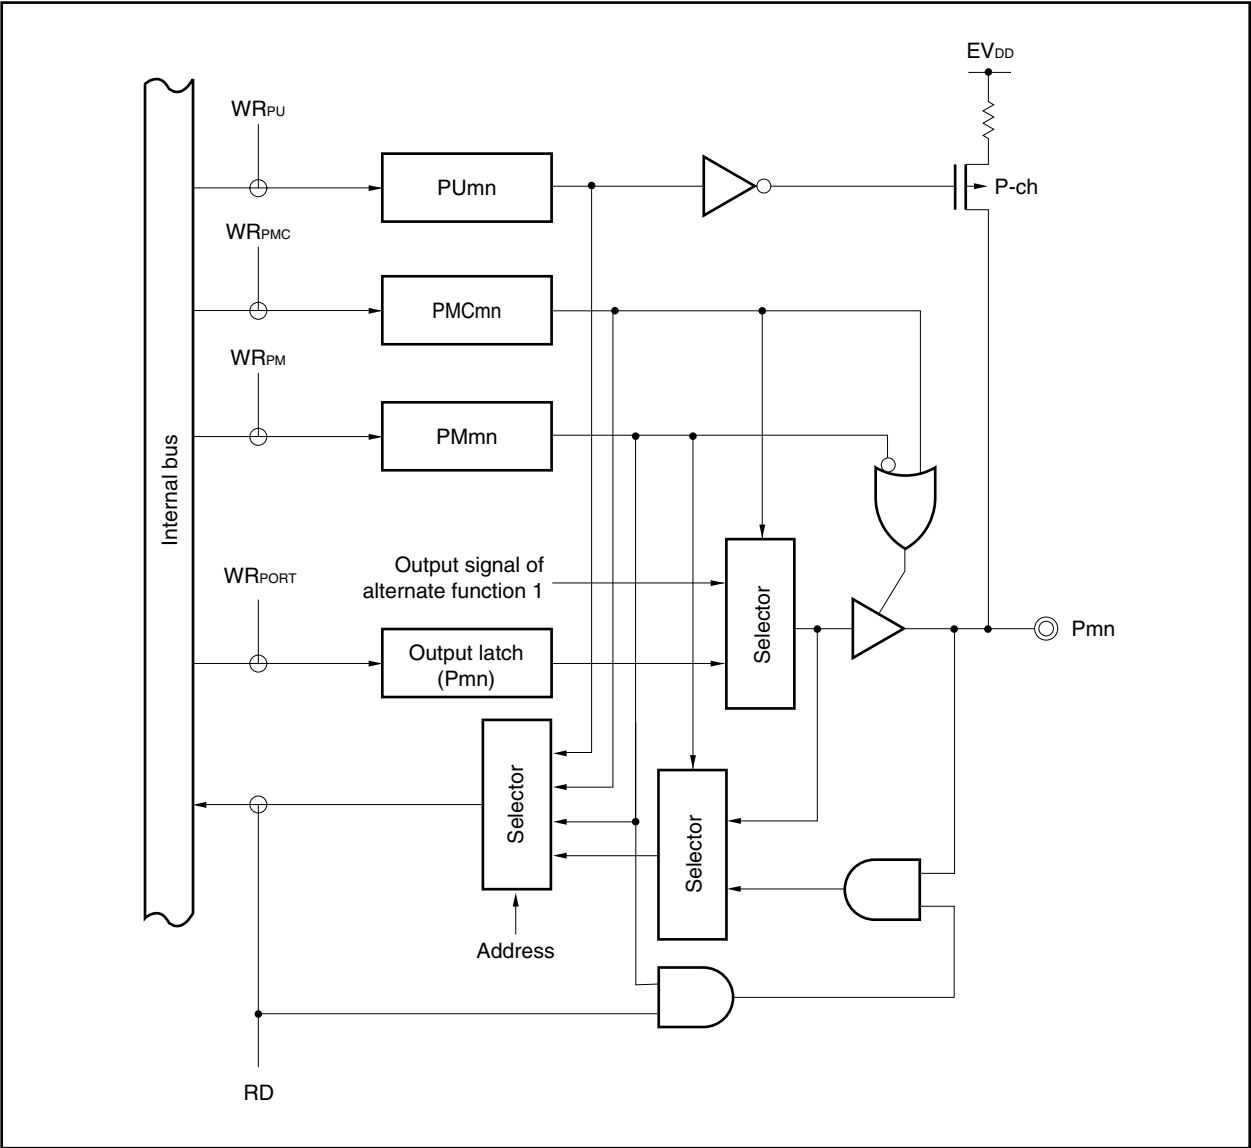 EVDD
WRPU
PUmn
P-ch
WRPMC
PMCmn
WRPM
PMmn
Internal bus
Output signal of
alternate function 1
WRPORT
Selector
Output latch
(Pmn)
Pmn
Selector
Selector
Address
RD